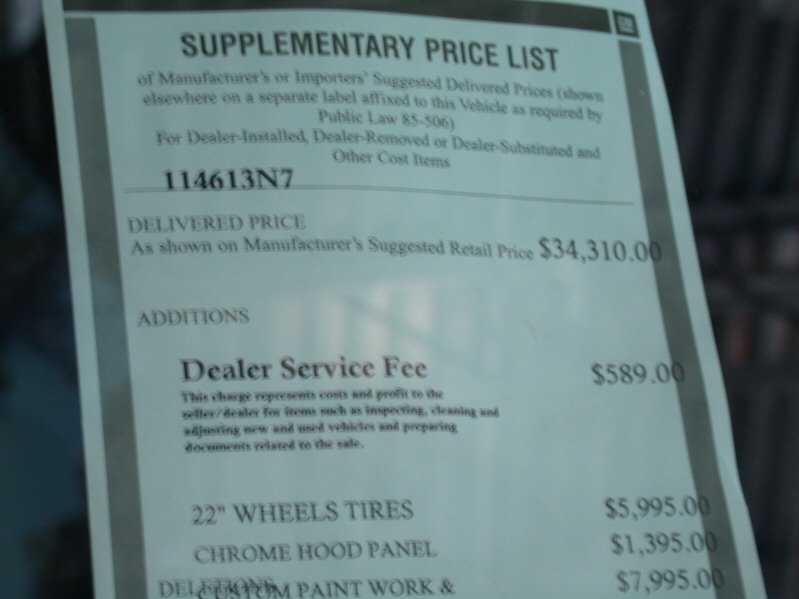 GM
SUPPLEMENTARY PRICE LIST
of Manufacturer's or Importers' Suggested Delivered Prices (shown
elsewhere on a separate label affixed to this Vehicle as required by
Public Law 85-506)
For Dealer-Installed, Dealer-Removed or Dealer-Substituted and
Other Cost Items
114613N7
DELIVERED PRICE
As shown on Manufacturer's Suggested Retail Price $34,310.00
ADDITIONS
Dealer Service Fee $589.00
This charge represents costs and profit to the
seller/dealer for items such as inspecting, cleaning and
adjusting new and used vehicles and preparing
documents related to the sale.
22" WHEELS TIRES $5,995.00
CHROME HOOD PANEL $1,395.00
DELETIONS
CUSTOM PAINT WORK & $7,995.00